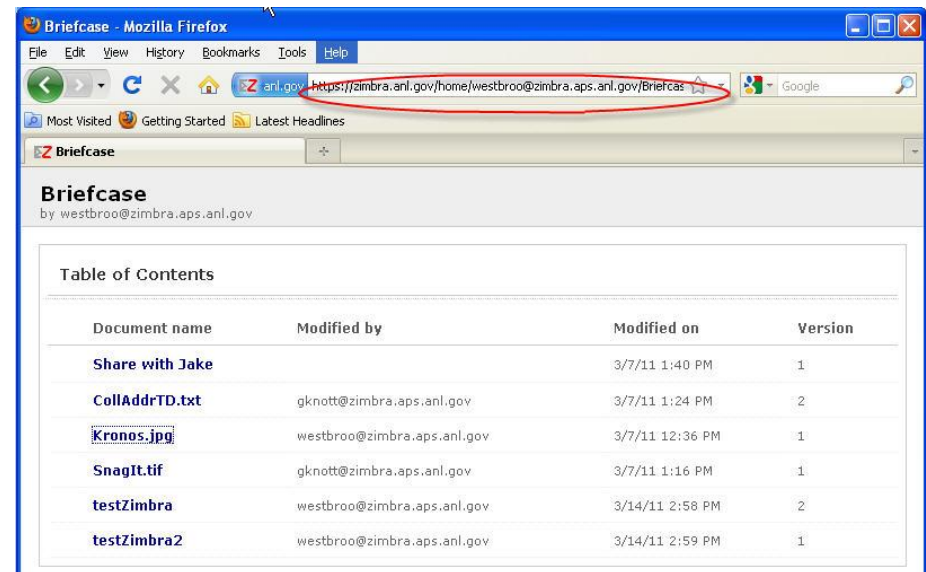 Briefcase - Mozilla Firefox
File Edit View History Bookmarks Tools Help
anl.gov https://zimbra.anl.gov/home/westbroo@zimbra.aps.anl.gov/Briefcas Google
Most Visited Getting Started Latest Headlines
Z Briefcase
Briefcase
by westbroo@zimbra.aps.anl.gov
Table of Contents
Document name Modified by Modified on Version
Share with Jake 3/7/11 1:40 PM 1
CollAddrTD.txt gknott@zimbra.aps.anl.gov 3/7/11 1:24 PM 2
Kronos.jpg westbroo@zimbra.aps.anl.gov 3/7/11 12:36 PM 1
SnagIt.tif gknott@zimbra.aps.anl.gov 3/7/11 1:16 PM 1
testZimbra westbroo@zimbra.aps.anl.gov 3/14/11 2:58 PM 2
testZimbra2 westbroo@zimbra.aps.anl.gov 3/14/11 2:59 PM 1